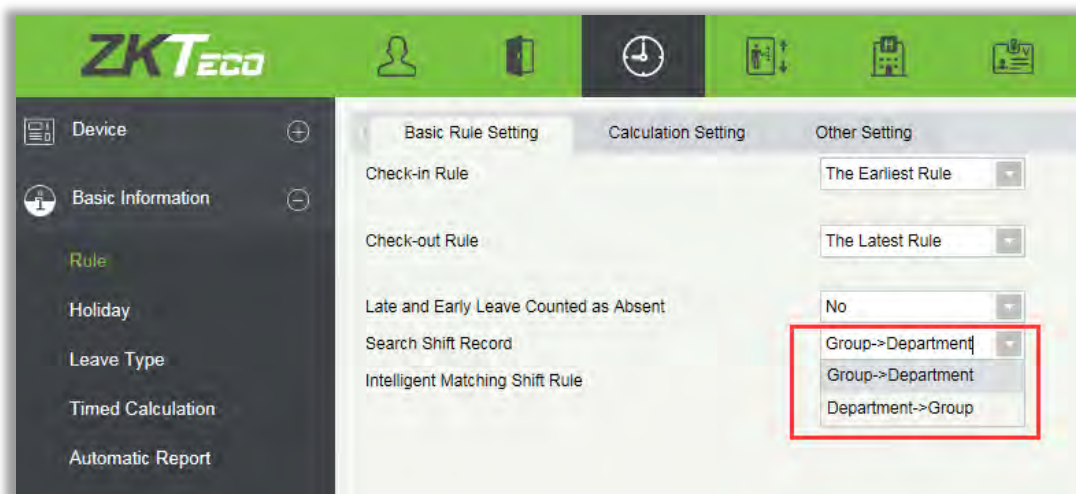 ZKTeco
Device
Basic Information
Rule
Holiday
Leave Type
Timed Calculation
Automatic Report
Basic Rule Setting Calculation Setting Other Setting
Check-in Rule The Earliest Rule
Check-out Rule The Latest Rule
Late and Early Leave Counted as Absent No
Search Shift Record Group->Department
Group->Department
Intelligent Matching Shift Rule
Department->Group